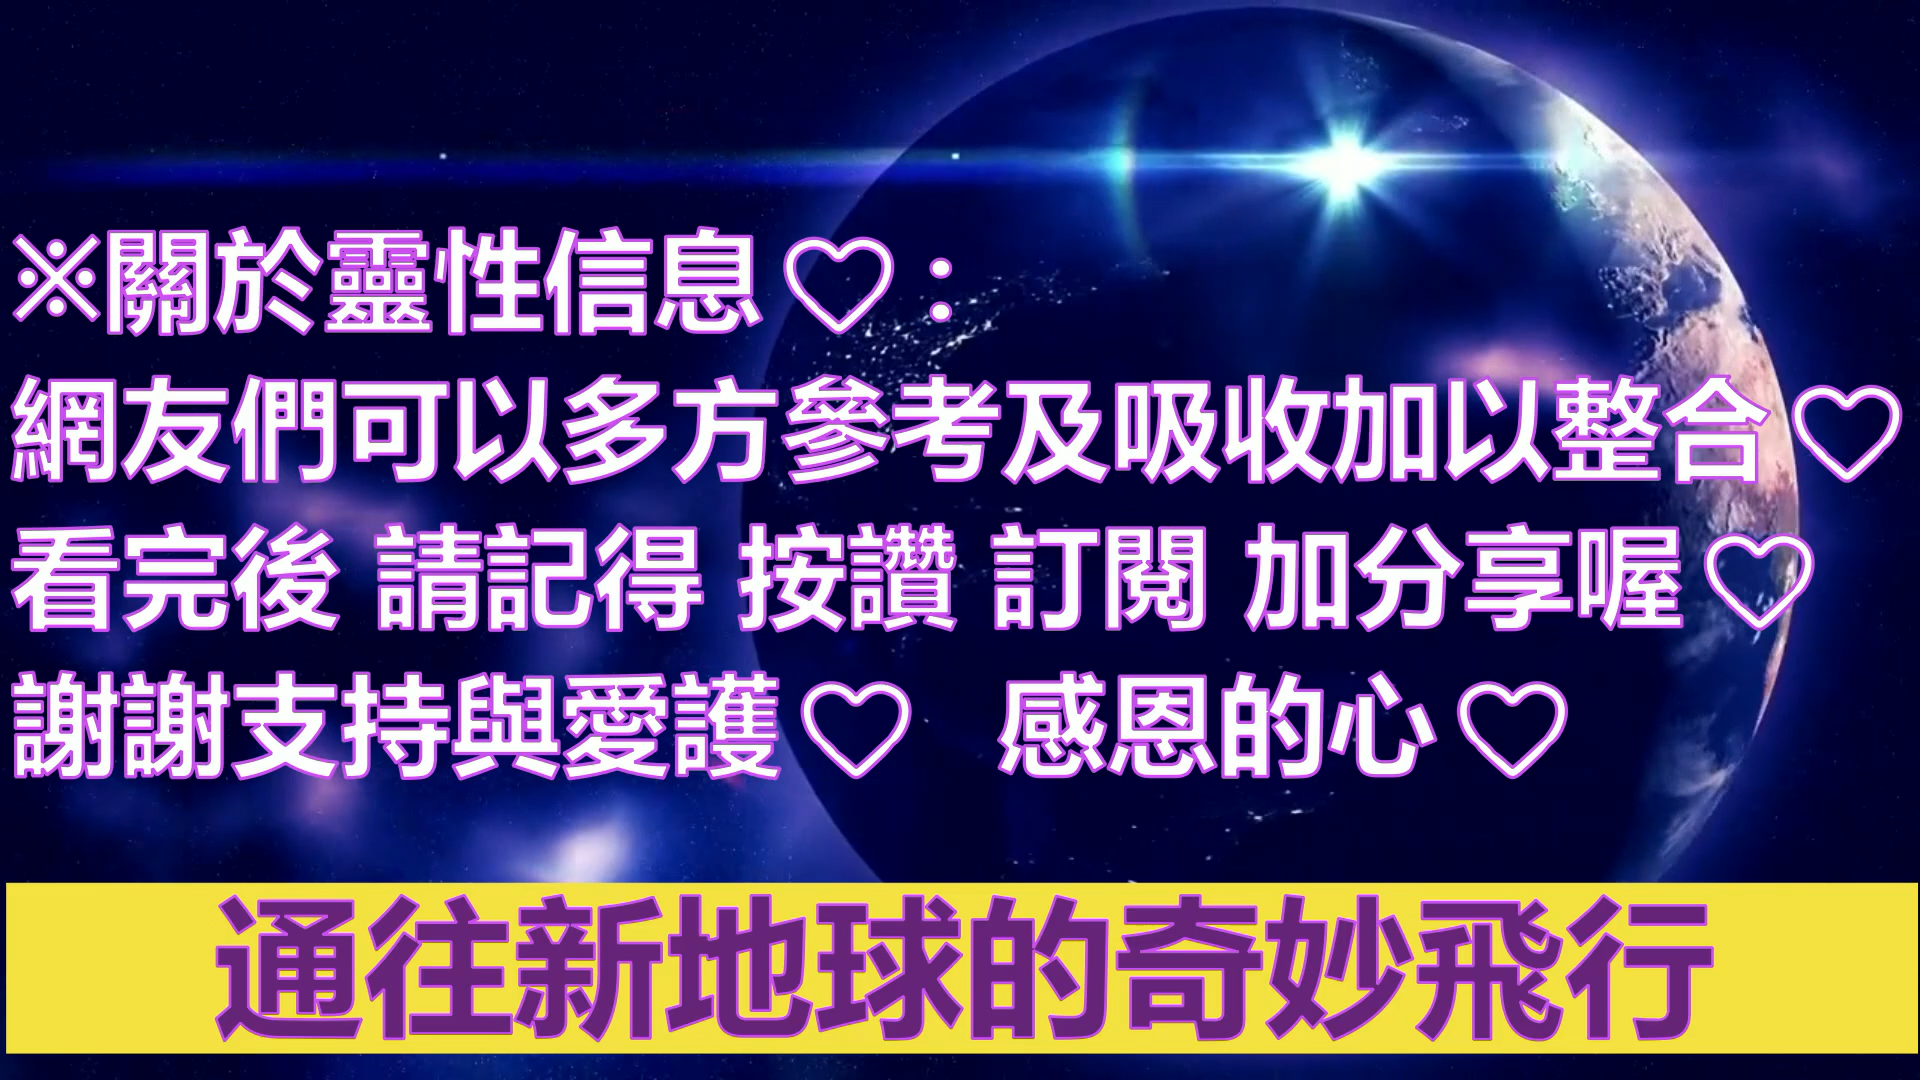 ※關於靈性信息♡：
網友們可以多方參考及吸收加以整合♡
看完後 請記得 按讚 訂閱 加分享喔♡
謝謝支持與愛護♡ 感恩的心♡
通往新地球的奇妙飛行